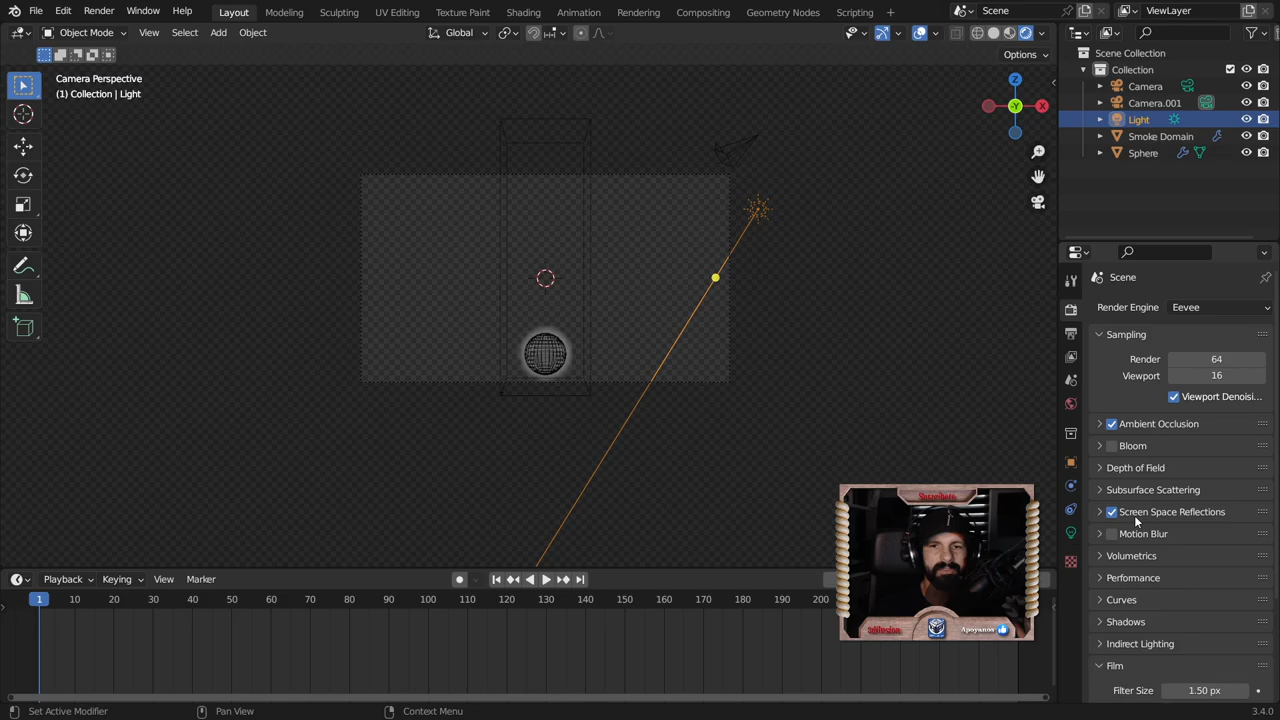 File Edit Render Window Help Layout Modeling Sculpting UV Editing Texture Paint Shading Animation Rendering Compositing Geometry Nodes Scripting Scene ViewLayer
Object Mode View Select Add Object Global
Options
Camera Perspective
(1) Collection | Light
Z
-Y
X
Scene Collection
Collection
Camera
Camera.001
Light
Smoke Domain
Sphere
Scene
Render Engine Eevee
Sampling
Render 64
Viewport 16
Viewport Denoisi...
Ambient Occlusion
Bloom
Depth of Field
Subsurface Scattering
Screen Space Reflections
Motion Blur
Volumetrics
Performance
Curves
Shadows
Indirect Lighting
Film
Filter Size 1.50 px
Playback Keying View Marker
1 10 20 30 40 50 60 70 80 90 100 110 120 130 140 150 160 170 180 190 200
Apoyanos
Set Active Modifier Pan View Context Menu 3.4.0